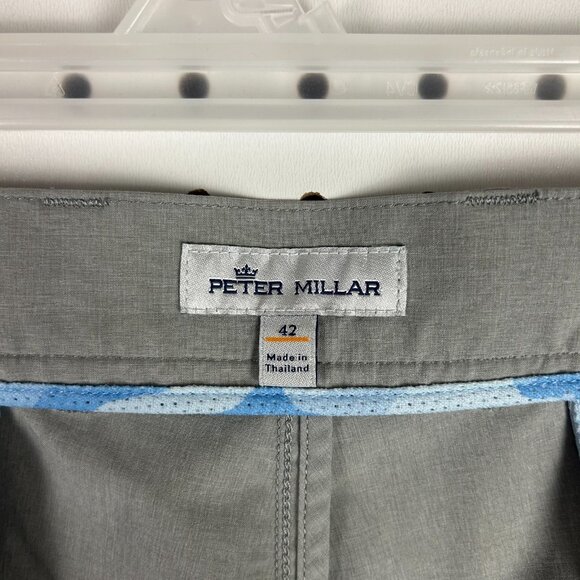 PETER MILLAR
42
Made in
Thailand